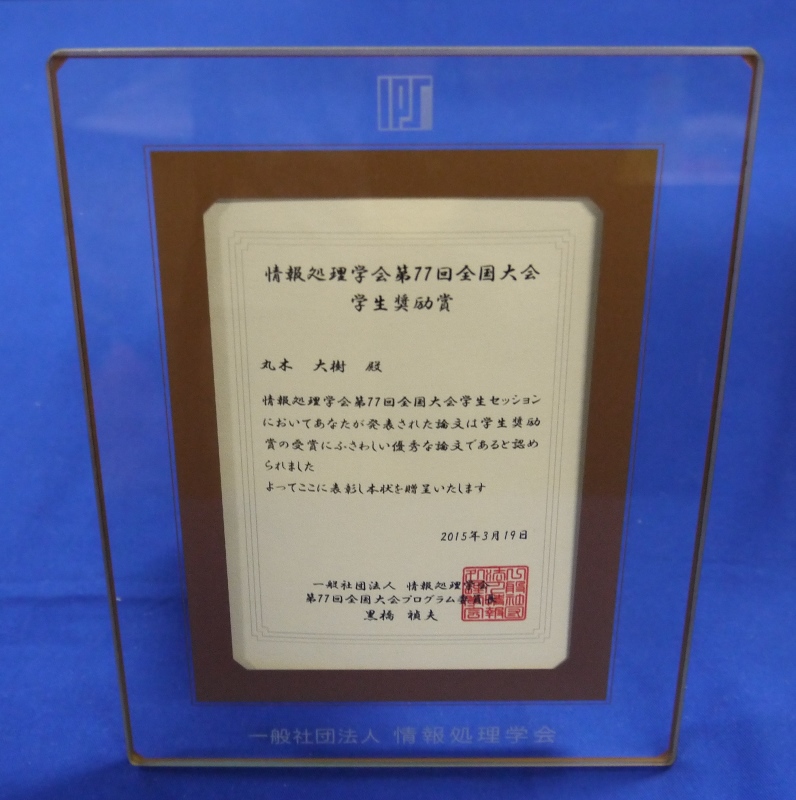 IPSJ
情報処理学会第77回全国大会
学生奨励賞
丸木 大樹 殿
情報処理学会第77回全国大会学生セッション
においてあなたが発表された論文は学生奨励
賞の受賞にふさわしい優秀な論文であると認め
られました
よってここに表彰し本状を贈呈いたします
2015年3月19日
一般社団法人 情報処理学会
第77回全国大会プログラム委員長
黒橋 禎夫
一般社団法人 情報処理学会